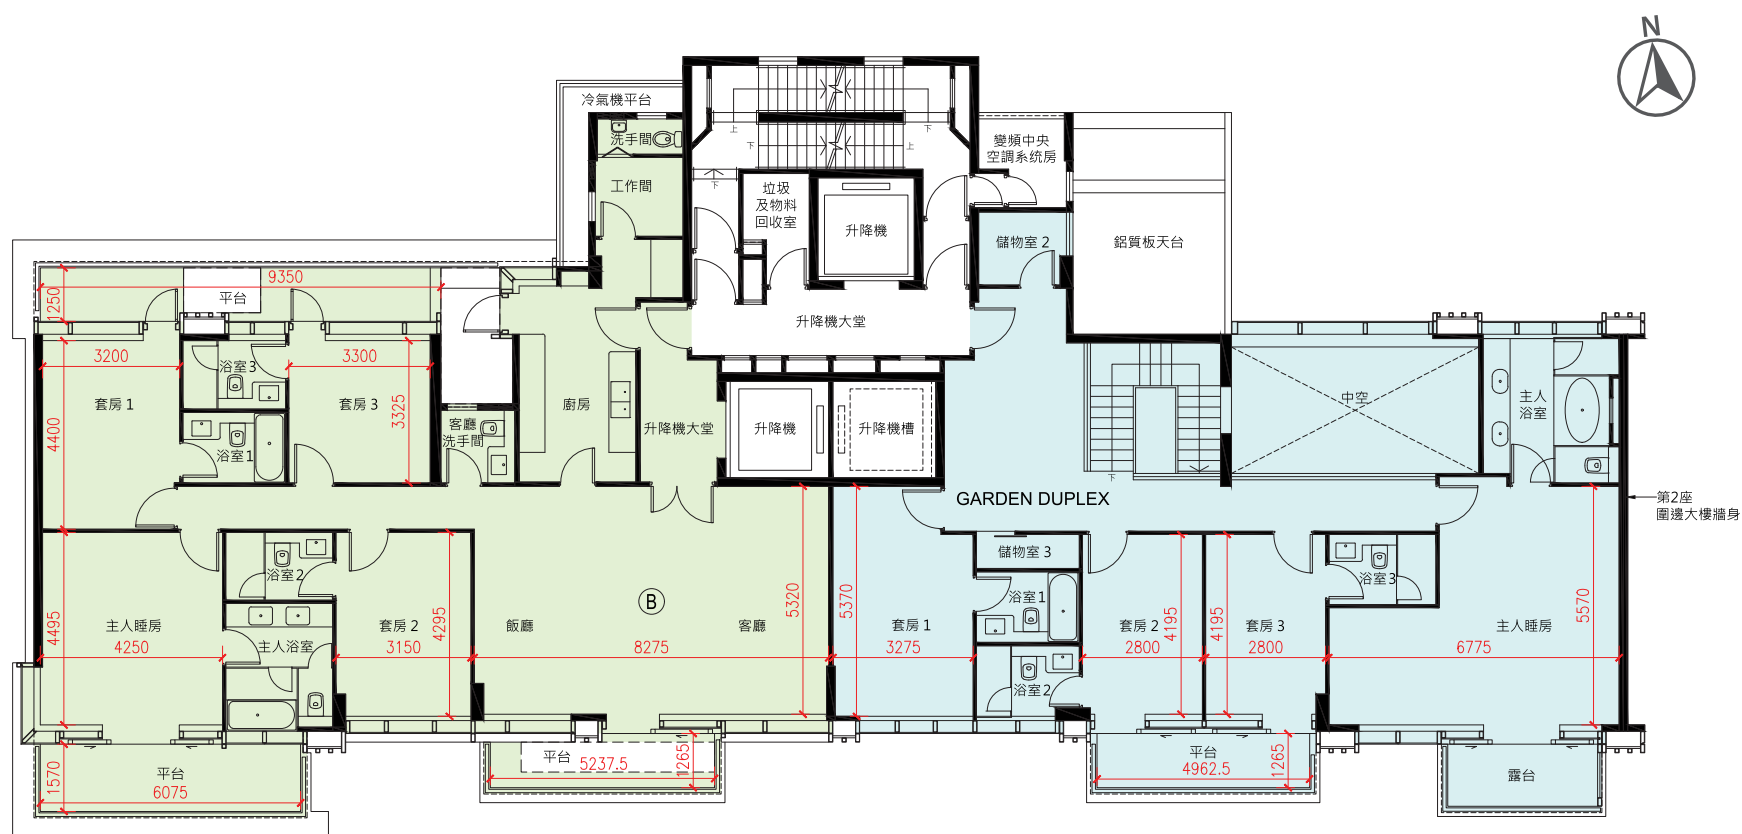 N
冷氣機平台
上
下
洗手間
下
上
變頻中央
空調系统房
工作間
下
垃圾
及物料
回收室
升降機
儲物室 2
鋁質板天台
9350
平台
1250
升降機大堂
3200
浴室3
3300
套房 1
套房 3
3325
4400
廚房
中空
主人
浴室
客廳
洗手間
升降機大堂
升降機
升降機槽
浴室1
下
GARDEN DUPLEX
第2座
圍邊大樓牆身
儲物室 3
浴室2
浴室3
5320
5370
浴室1
4195
4195
5570
4495
4295
B
主人睡房
套房 2
飯廳
客廳
套房 1
套房 2
套房 3
主人睡房
4250
主人浴室
3150
8275
3275
2800
2800
6775
浴室2
平台
1265
平台
1265
5237.5
4962.5
1570
平台
露台
6075